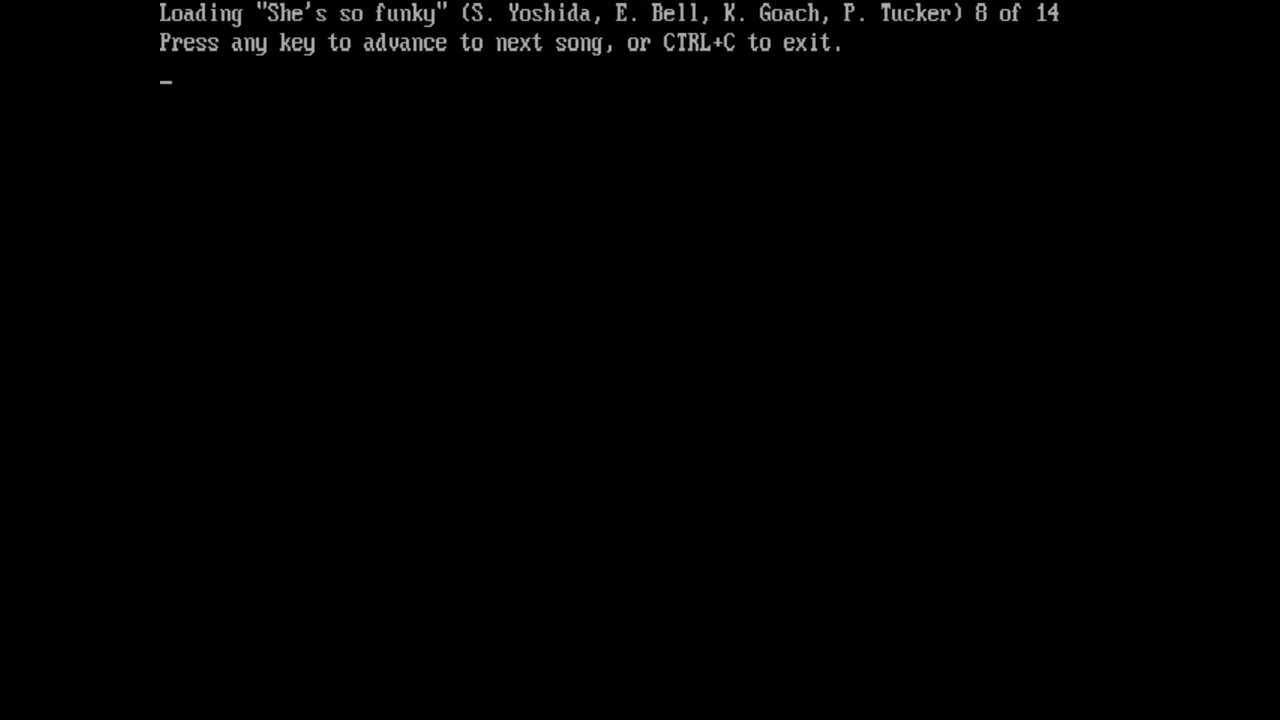 Loading "She's so funky" (S. Yoshida, E. Bell, K. Goach, P. Tucker) 8 of 14
Press any key to advance to next song, or CTRL+C to exit.
_